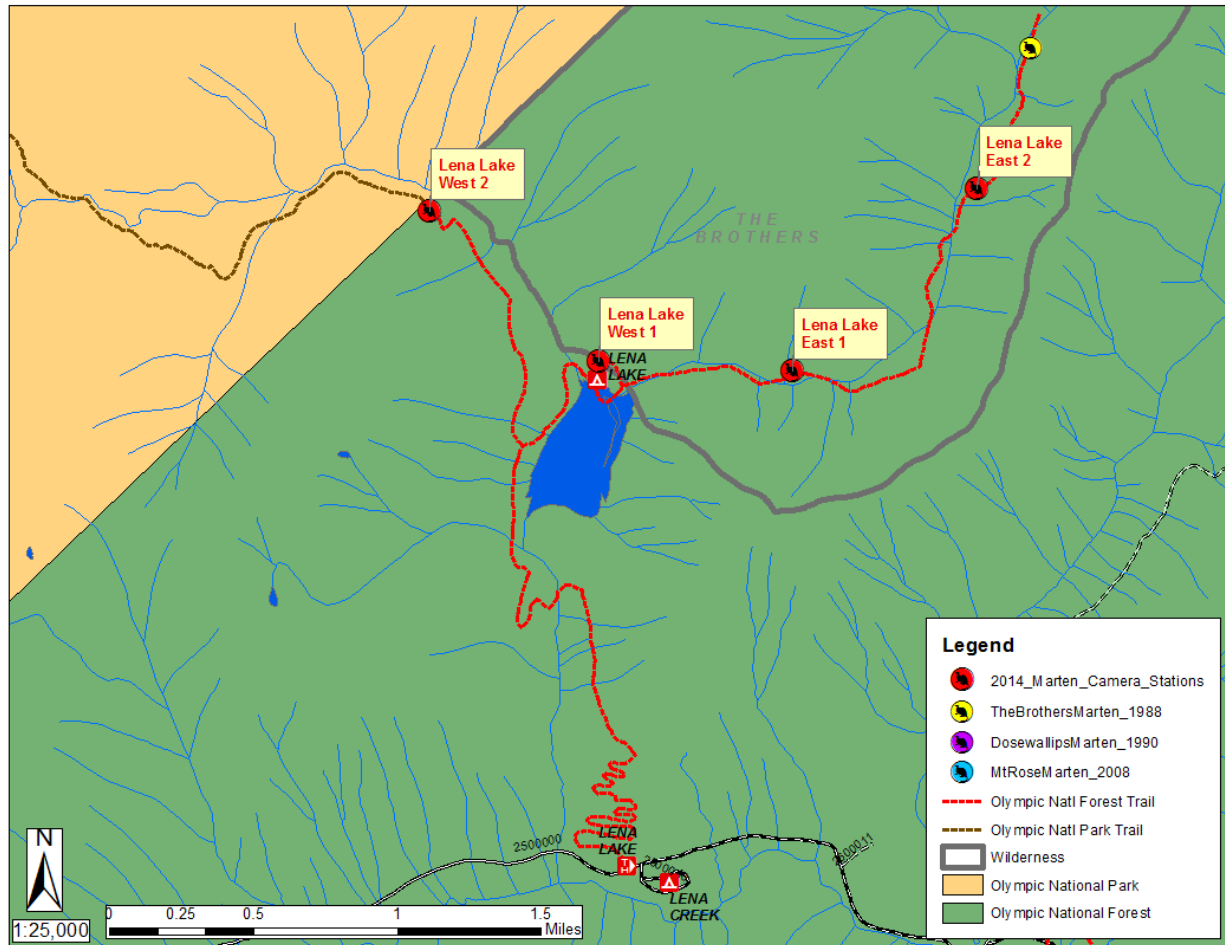 Lena Lake
West 2
Lena Lake
East 2
THE
BROTHERS
Lena Lake
West 1
Lena Lake
East 1
LENA
LAKE
Legend
2014_Marten_Camera_Stations
TheBrothersMarten_1988
DosewallipsMarten_1990
MtRoseMarten_2008
Olympic Natl Forest Trail
Olympic Natl Park Trail
Wilderness
Olympic National Park
Olympic National Forest
LENA
LAKE
2500000
2500011
TH
LENA
CREEK
N
1:25,000
0 0.25 0.5 1 1.5
Miles